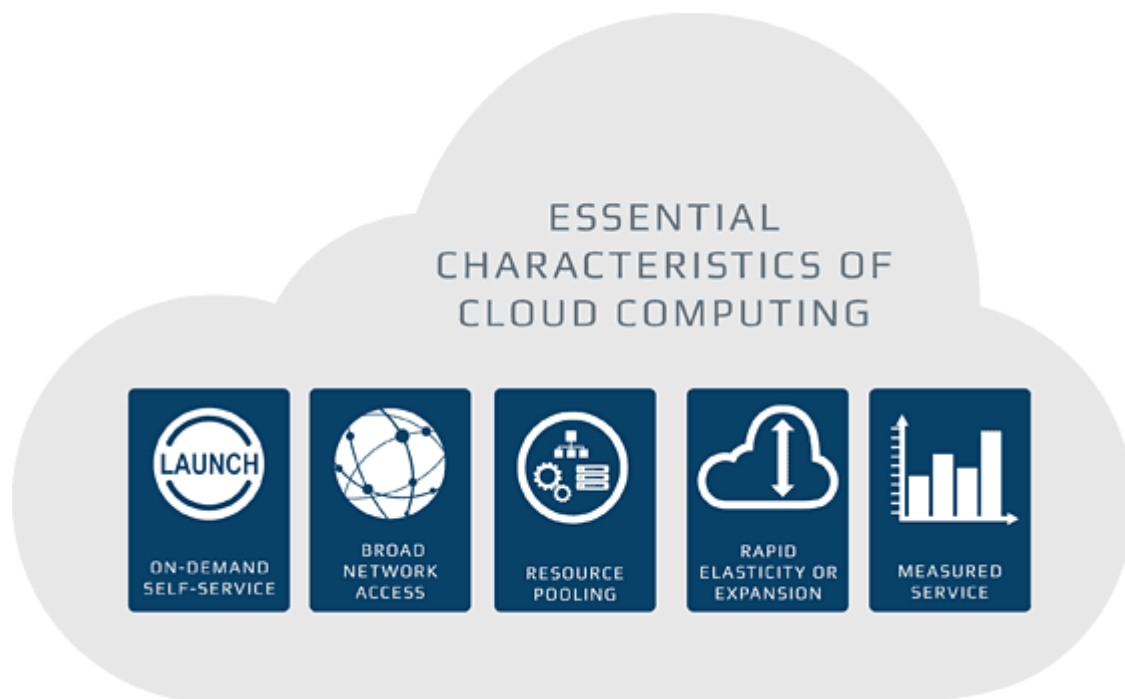 ESSENTIAL
CHARACTERISTICS OF
CLOUD COMPUTING
LAUNCH
ON-DEMAND
SELF-SERVICE
BROAD
NETWORK
ACCESS
RESOURCE
POOLING
RAPID
ELASTICITY OR
EXPANSION
MEASURED
SERVICE